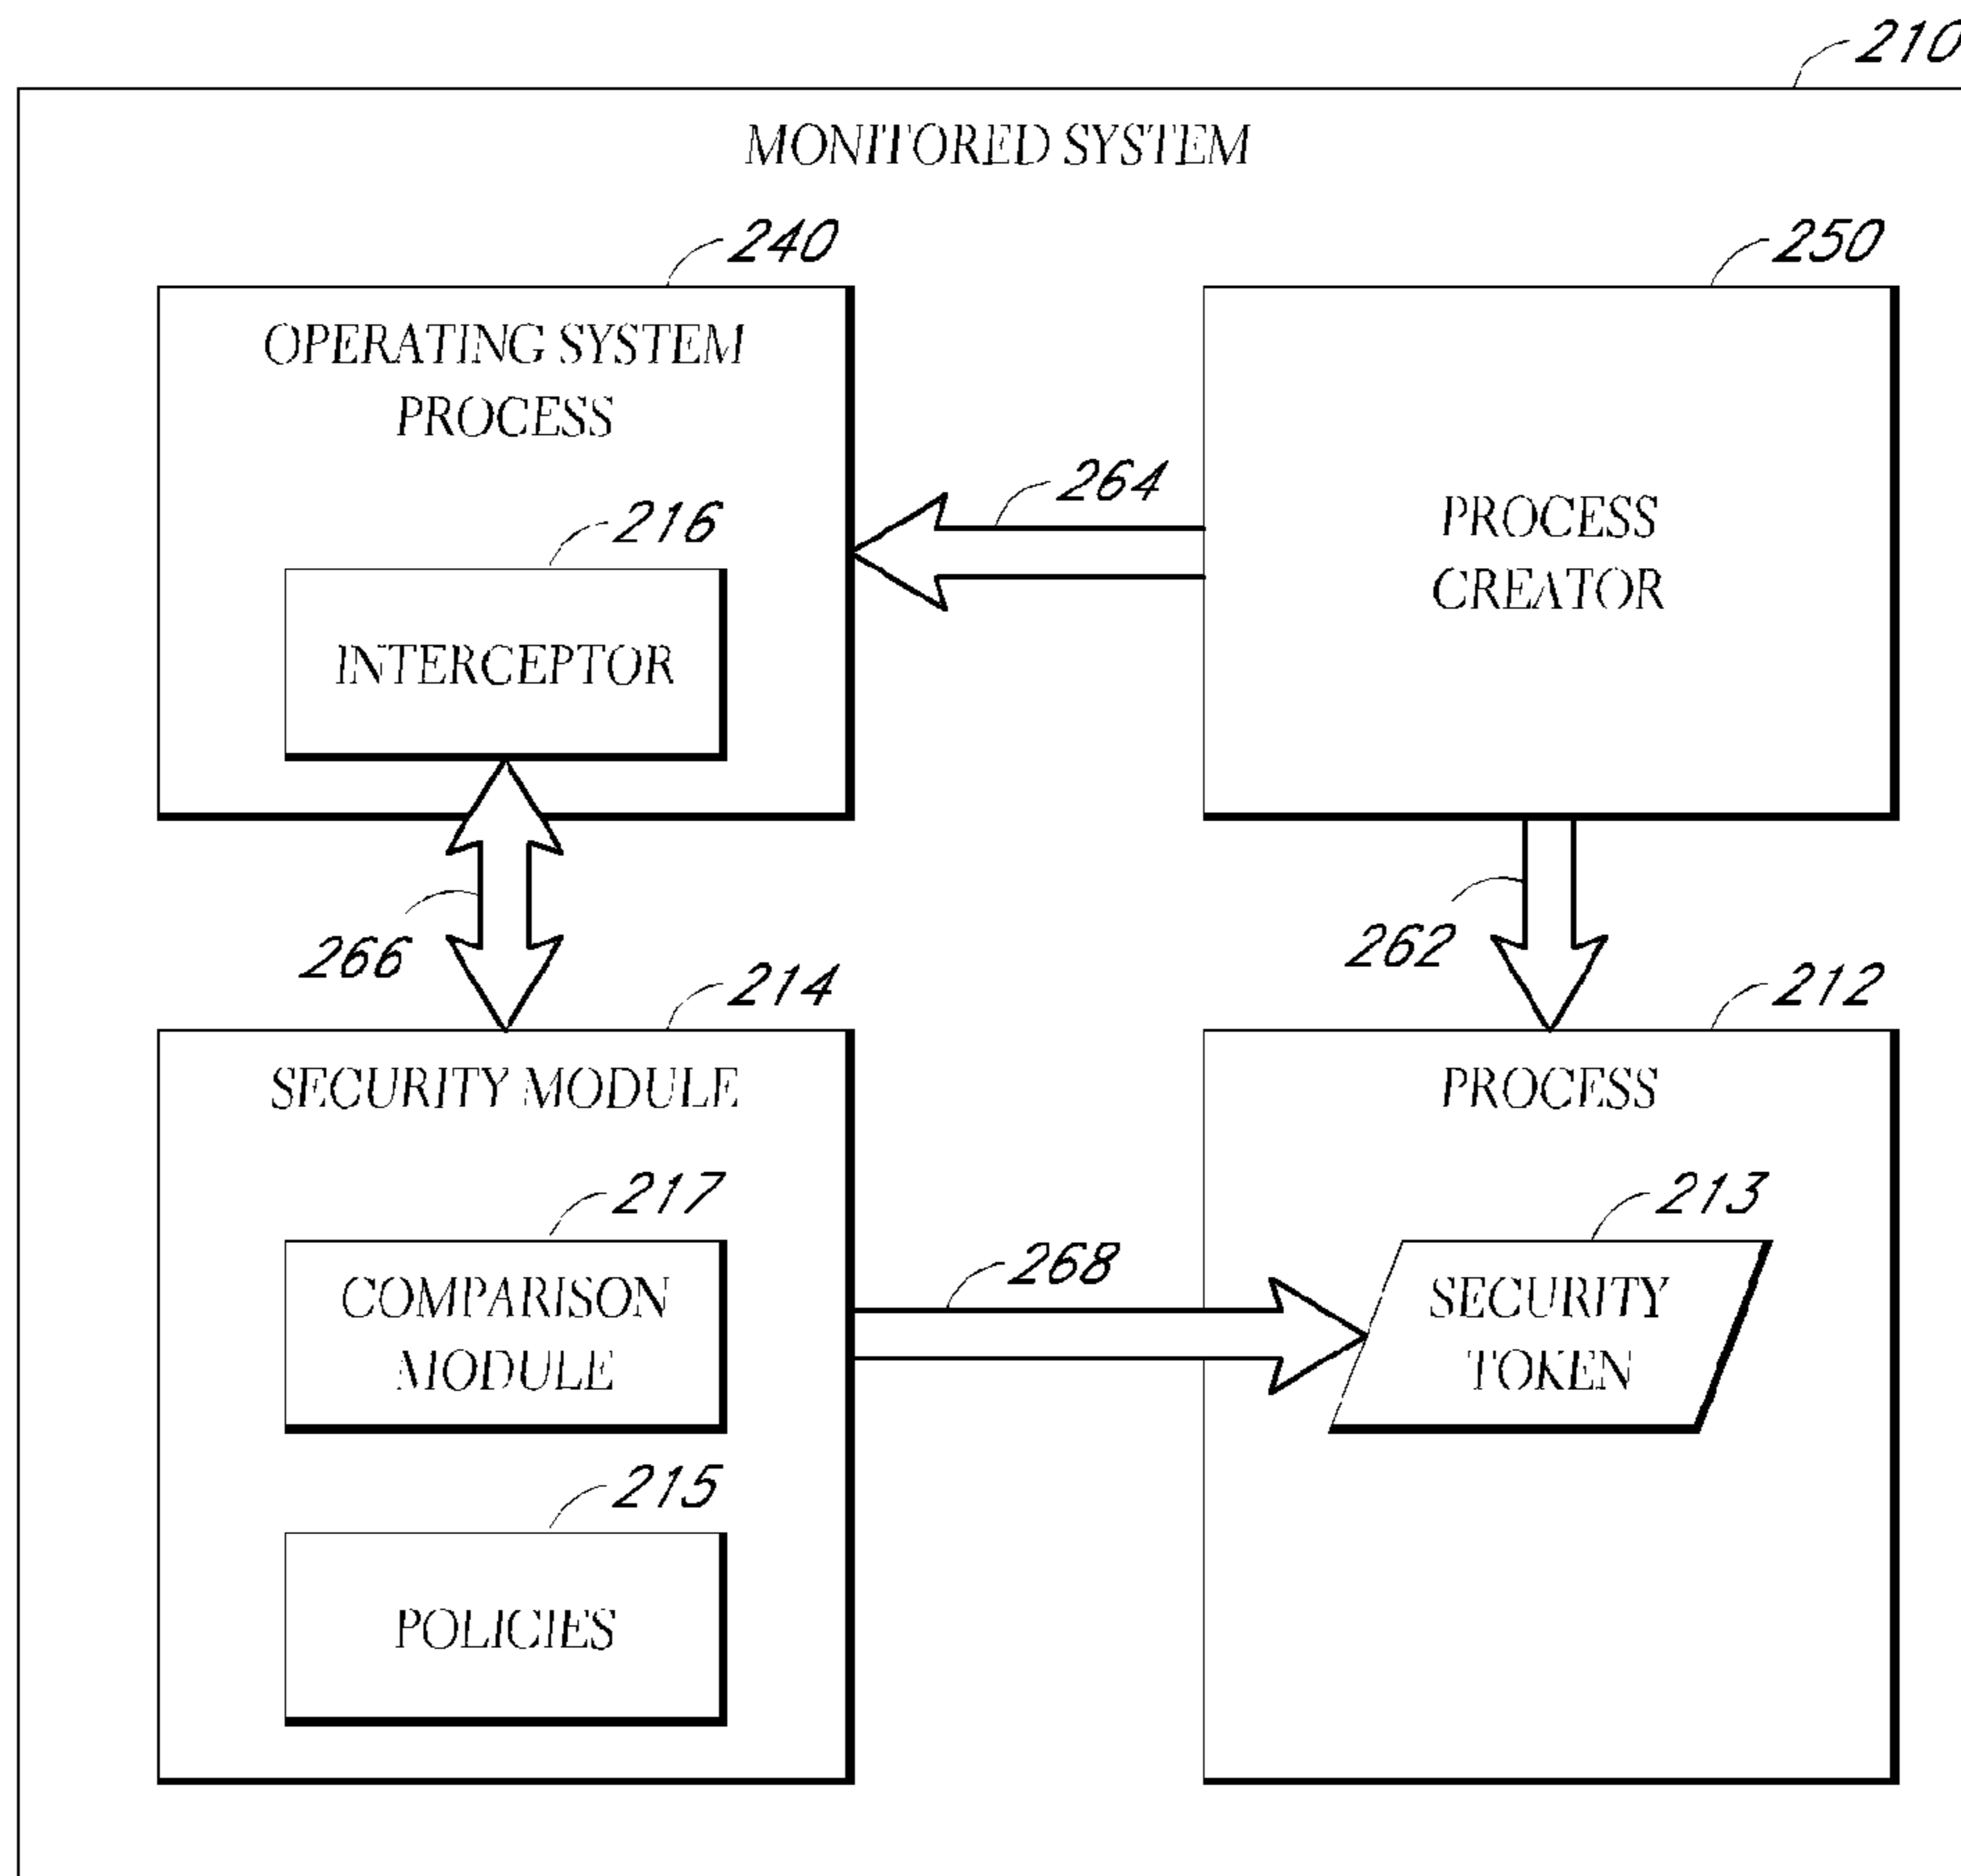 210
MONITORED SYSTEM
240
250
OPERATING SYSTEM
PROCESS
264
216
PROCESS
CREATOR
INTERCEPTOR
266
262
214
212
SECURITY MODULE
PROCESS
217
213
268
COMPARISON
MODULE
SECURITY
TOKEN
215
POLICIES